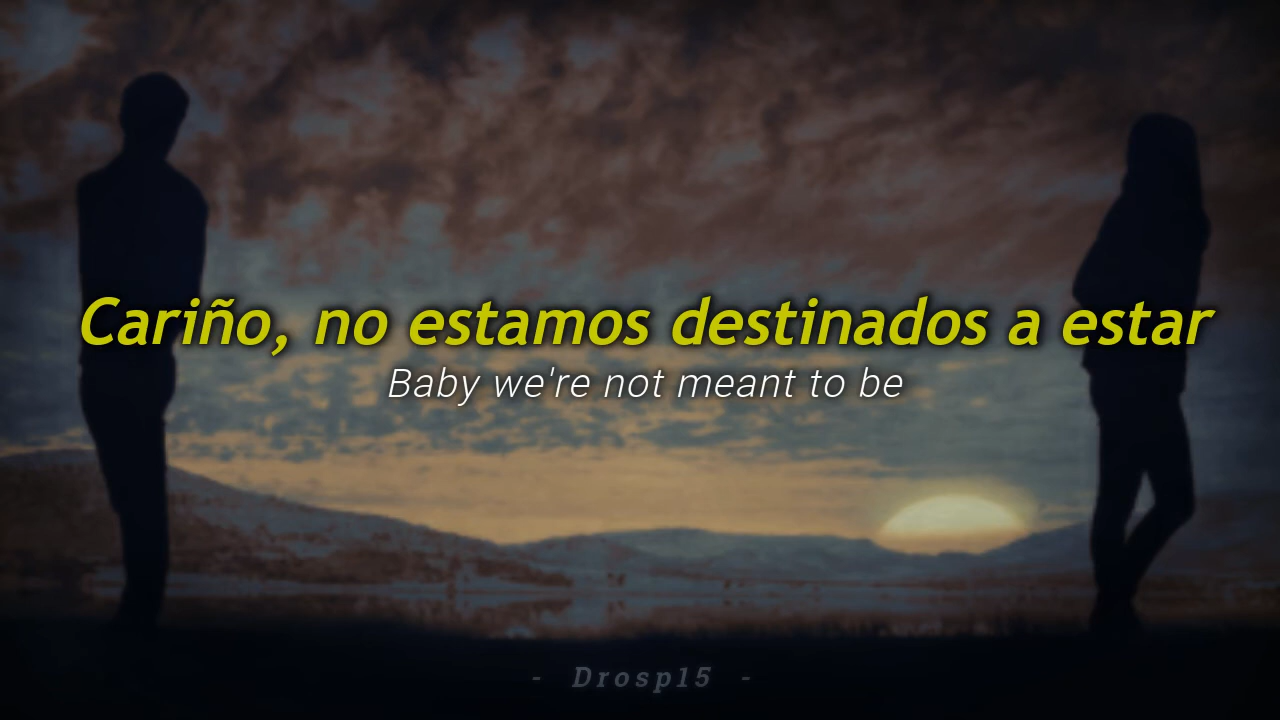 Cariño, no estamos destinados a estar
Baby we're not meant to be
- Drosp15 -